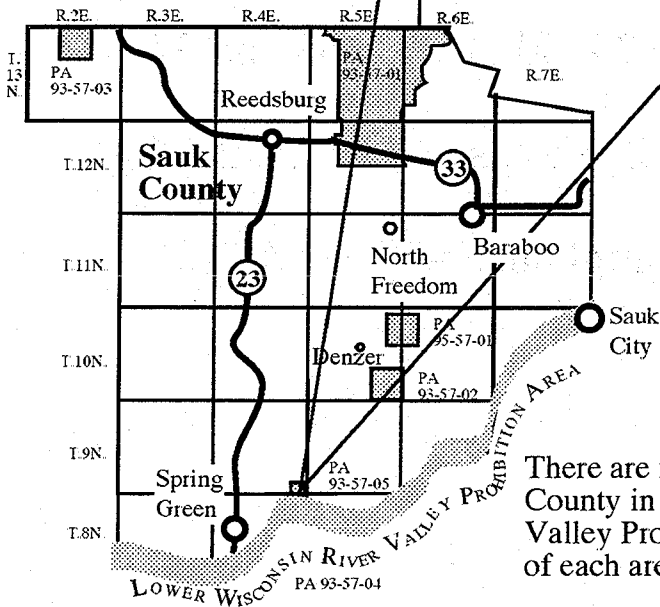 R.2E. R.3E. R.4E. R.5E. R.6E.
T.
13
N.
PA
93-57-03
PA
93-57-01
R.7E.
Reedsburg
Sauk
County
T.12N.
33
Baraboo
North
Freedom
T.11N.
23
Sauk
City
PA
95-57-01
Denzer
T.10N.
PA
93-57-02
T.9N.
PA
93-57-05
Spring
Green
T.8N.
LOWER WISCONSIN RIVER VALLEY PROHIBITION AREA
PA 93-57-04
There are
County in
Valley Pro
of each are